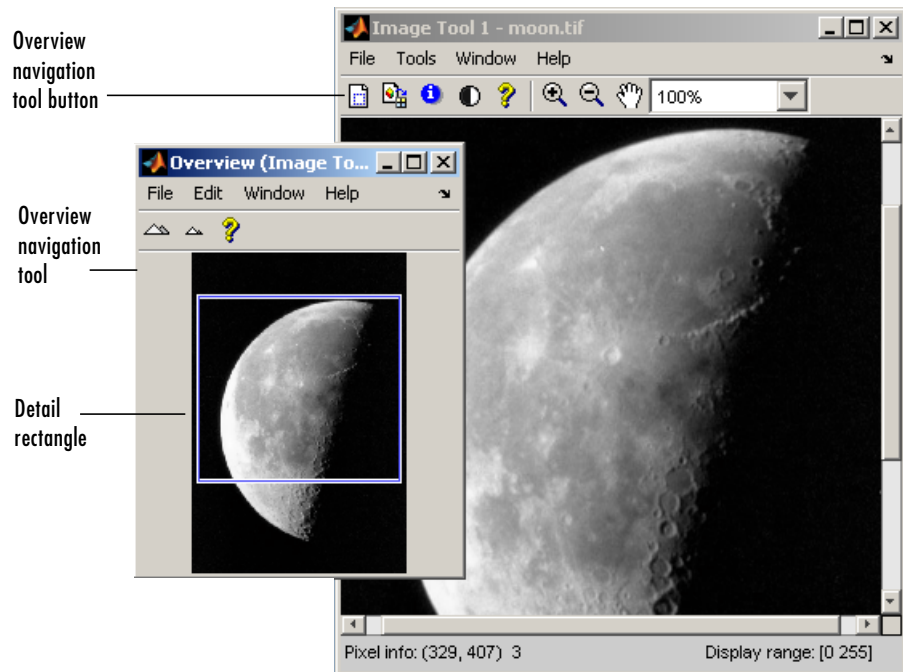 Overview
navigation
tool button
Image Tool 1 - moon.tif
File Tools Window Help
100%
Overview (Image To...
File Edit Window Help
Overview
navigation
tool
Detail
rectangle
Pixel info: (329, 407) 3
Display range: [0 255]